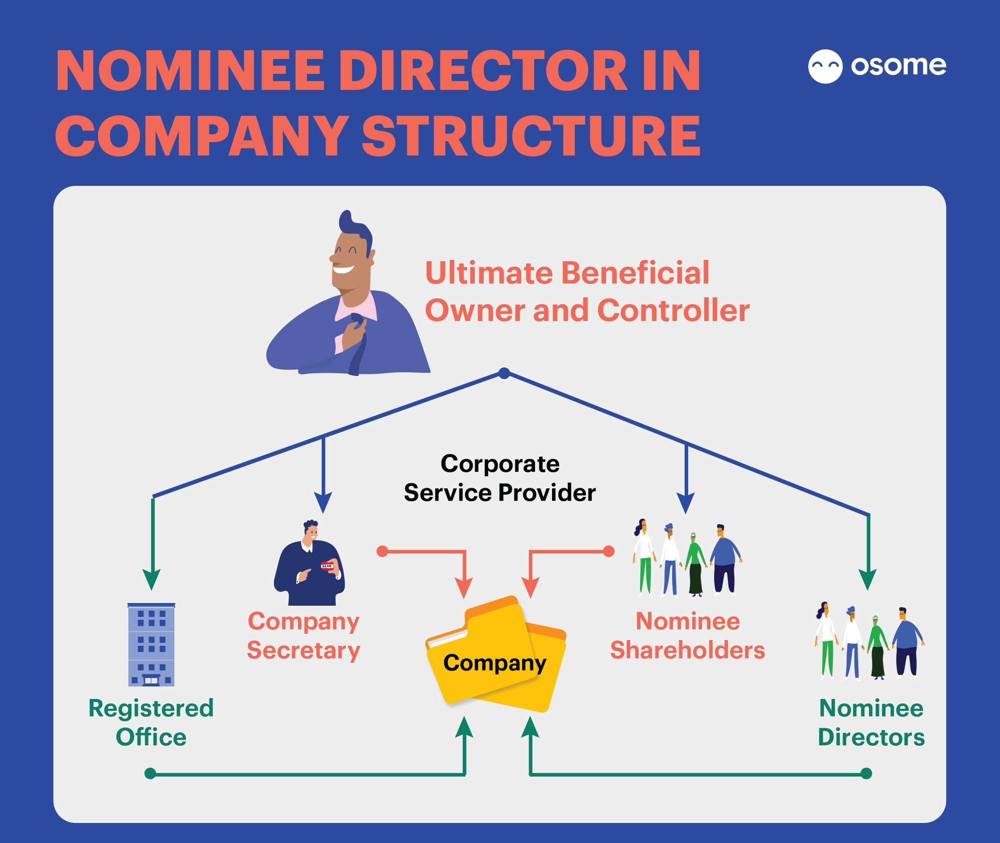 NOMINEE DIRECTOR IN
COMPANY STRUCTURE
osome
Ultimate Beneficial
Owner and Controller
Corporate
Service Provider
NAME
Company
Secretary
Nominee
Shareholders
Company
Registered
Office
Nominee
Directors